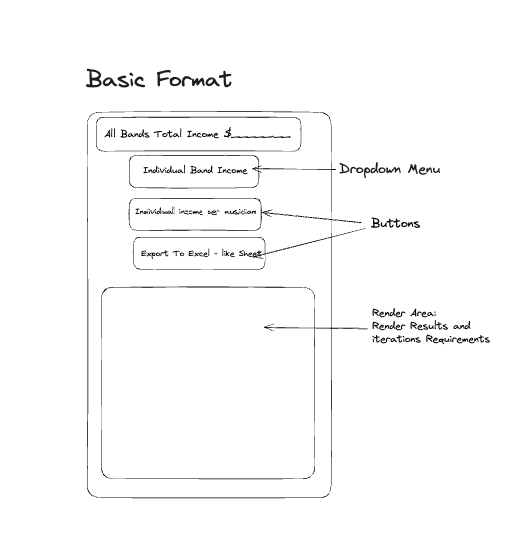 Basic Format
All Bands Total Income $________
Individual Band Income
Dropdown Menu
Individual income per musician
Buttons
Export To Excel - like Sheet
Render Area:
Render Results and
iterations Requirements